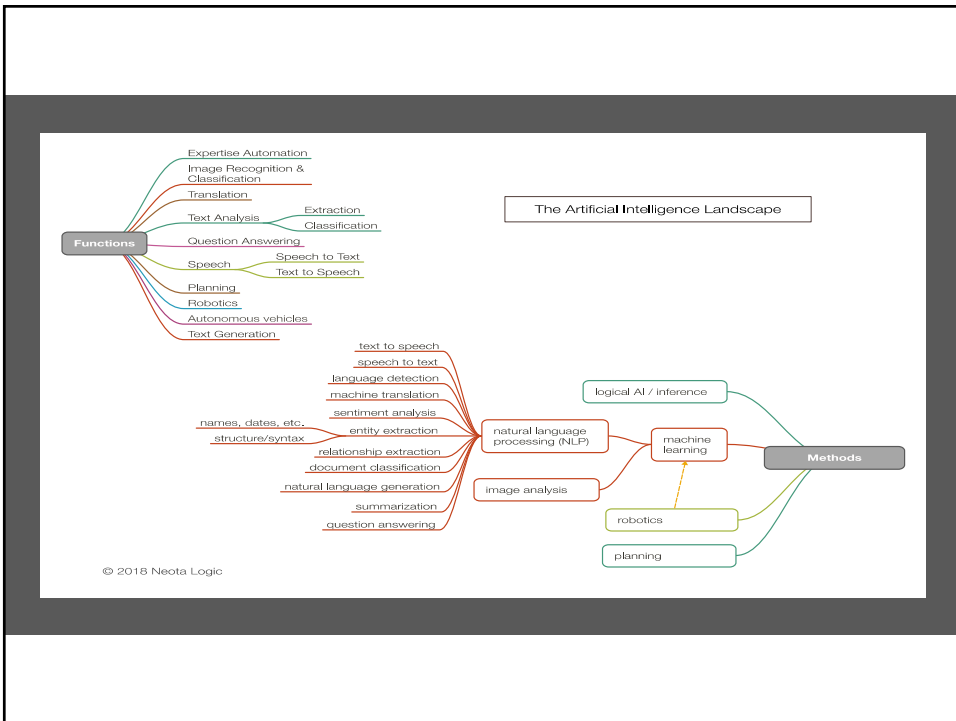 The Artificial Intelligence Landscape
Functions
Expertise Automation
Image Recognition &
Classification
Translation
Text Analysis
Extraction
Classification
Question Answering
Speech
Speech to Text
Text to Speech
Planning
Robotics
Autonomous vehicles
Text Generation
Methods
logical AI / inference
machine
learning
natural language
processing (NLP)
text to speech
speech to text
language detection
machine translation
sentiment analysis
entity extraction
names, dates, etc.
structure/syntax
relationship extraction
document classification
natural language generation
summarization
question answering
image analysis
robotics
planning
© 2018 Neota Logic